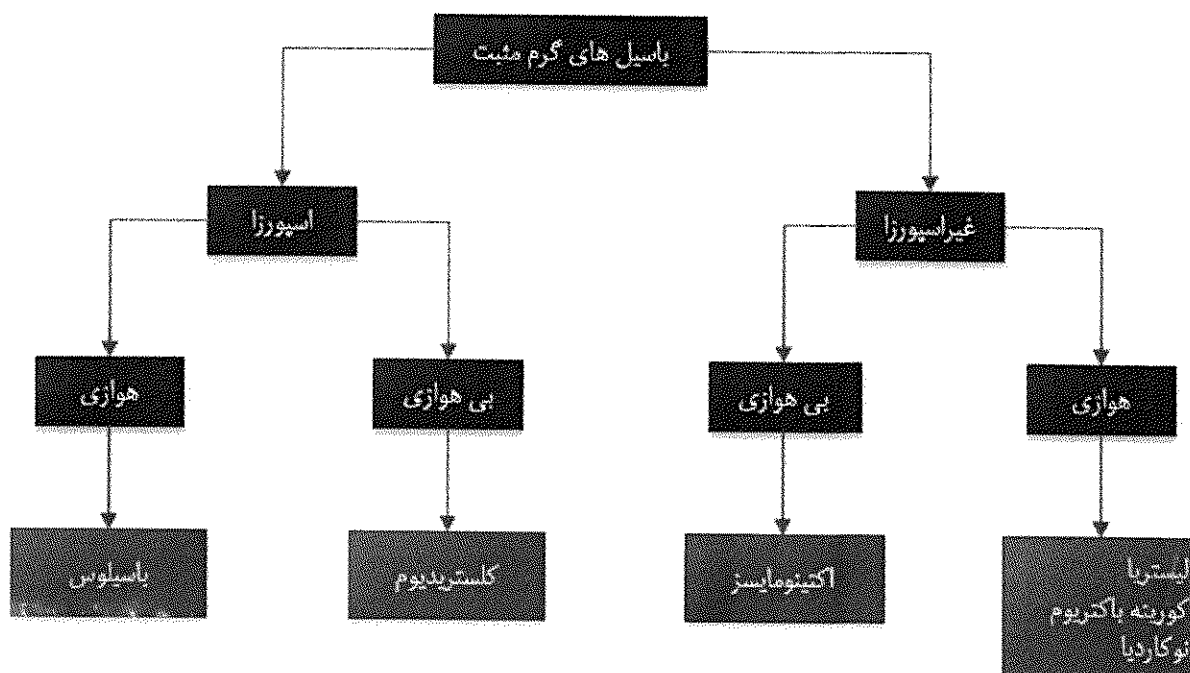 باسیل های گرم مثبت
غیراسپورزا
اسپورزا
هوازی
بی هوازی
بی هوازی
هوازی
لیستریا
کورینه باکتریوم
نوکاردیا
اکتینومایسز
کلستریدیوم
باسیلوس